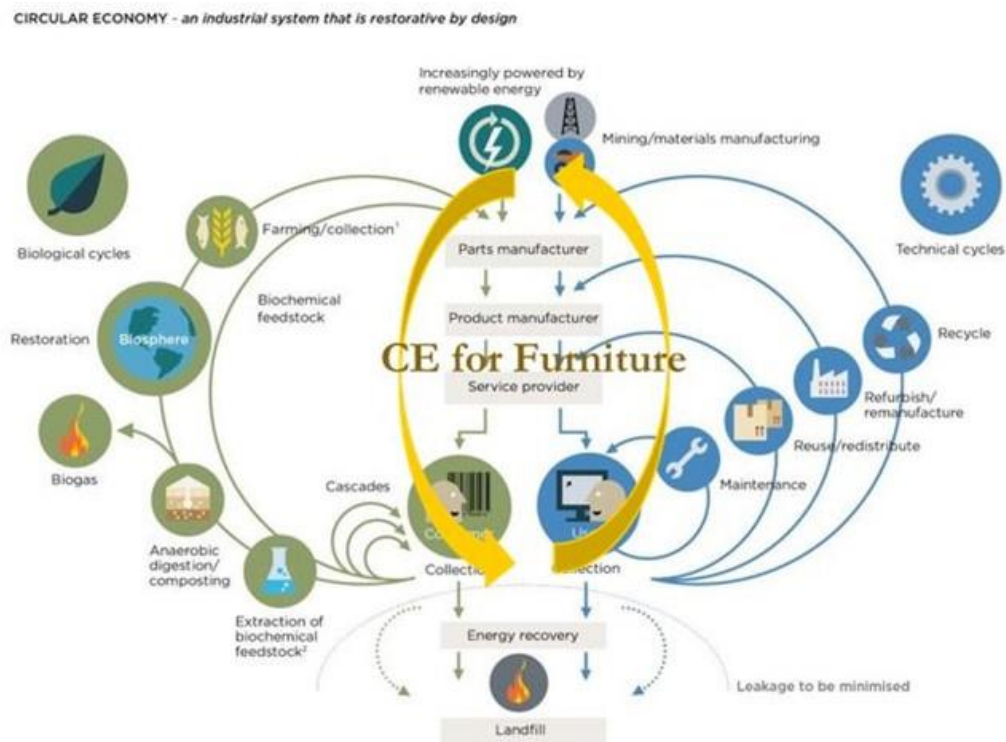 CIRCULAR ECONOMY - an industrial system that is restorative by design
Increasingly powered by
renewable energy
Mining/materials manufacturing
Biological cycles
Farming/collection¹
Technical cycles
Parts manufacturer
Biochemical
feedstock
Restoration
Biosphere
Product manufacturer
Recycle
CE for Furniture
Service provider
Refurbish/
remanufacture
Reuse/redistribute
Biogas
Cascades
Maintenance
Anaerobic
digestion/
composting
Collection
Collection
Extraction of
biochemical
feedstock²
Energy recovery
Leakage to be minimised
Landfill